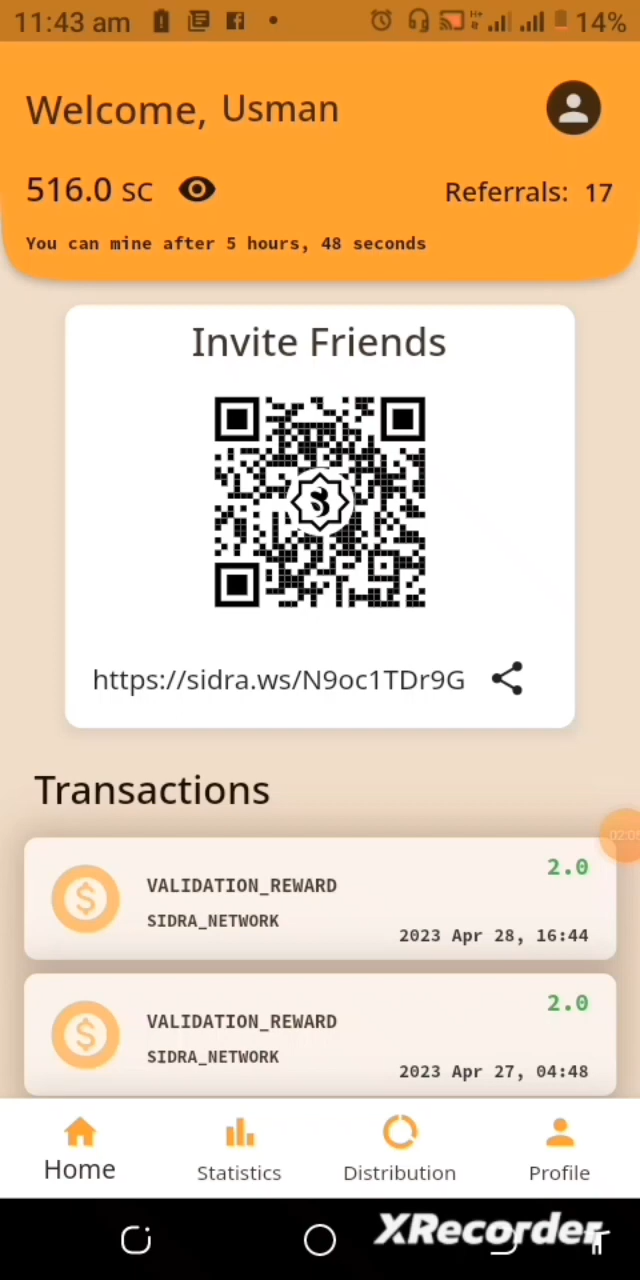 11:43 am
H+
14%
Welcome, Usman
516.0 SC
Referrals: 17
You can mine after 5 hours, 48 seconds
Invite Friends
https://sidra.ws/N9oc1TDr9G
Transactions
2.0
VALIDATION_REWARD
SIDRA_NETWORK
2023 Apr 28, 16:44
2.0
VALIDATION_REWARD
SIDRA_NETWORK
2023 Apr 27, 04:48
Home
Statistics
Distribution
Profile
XRecorder